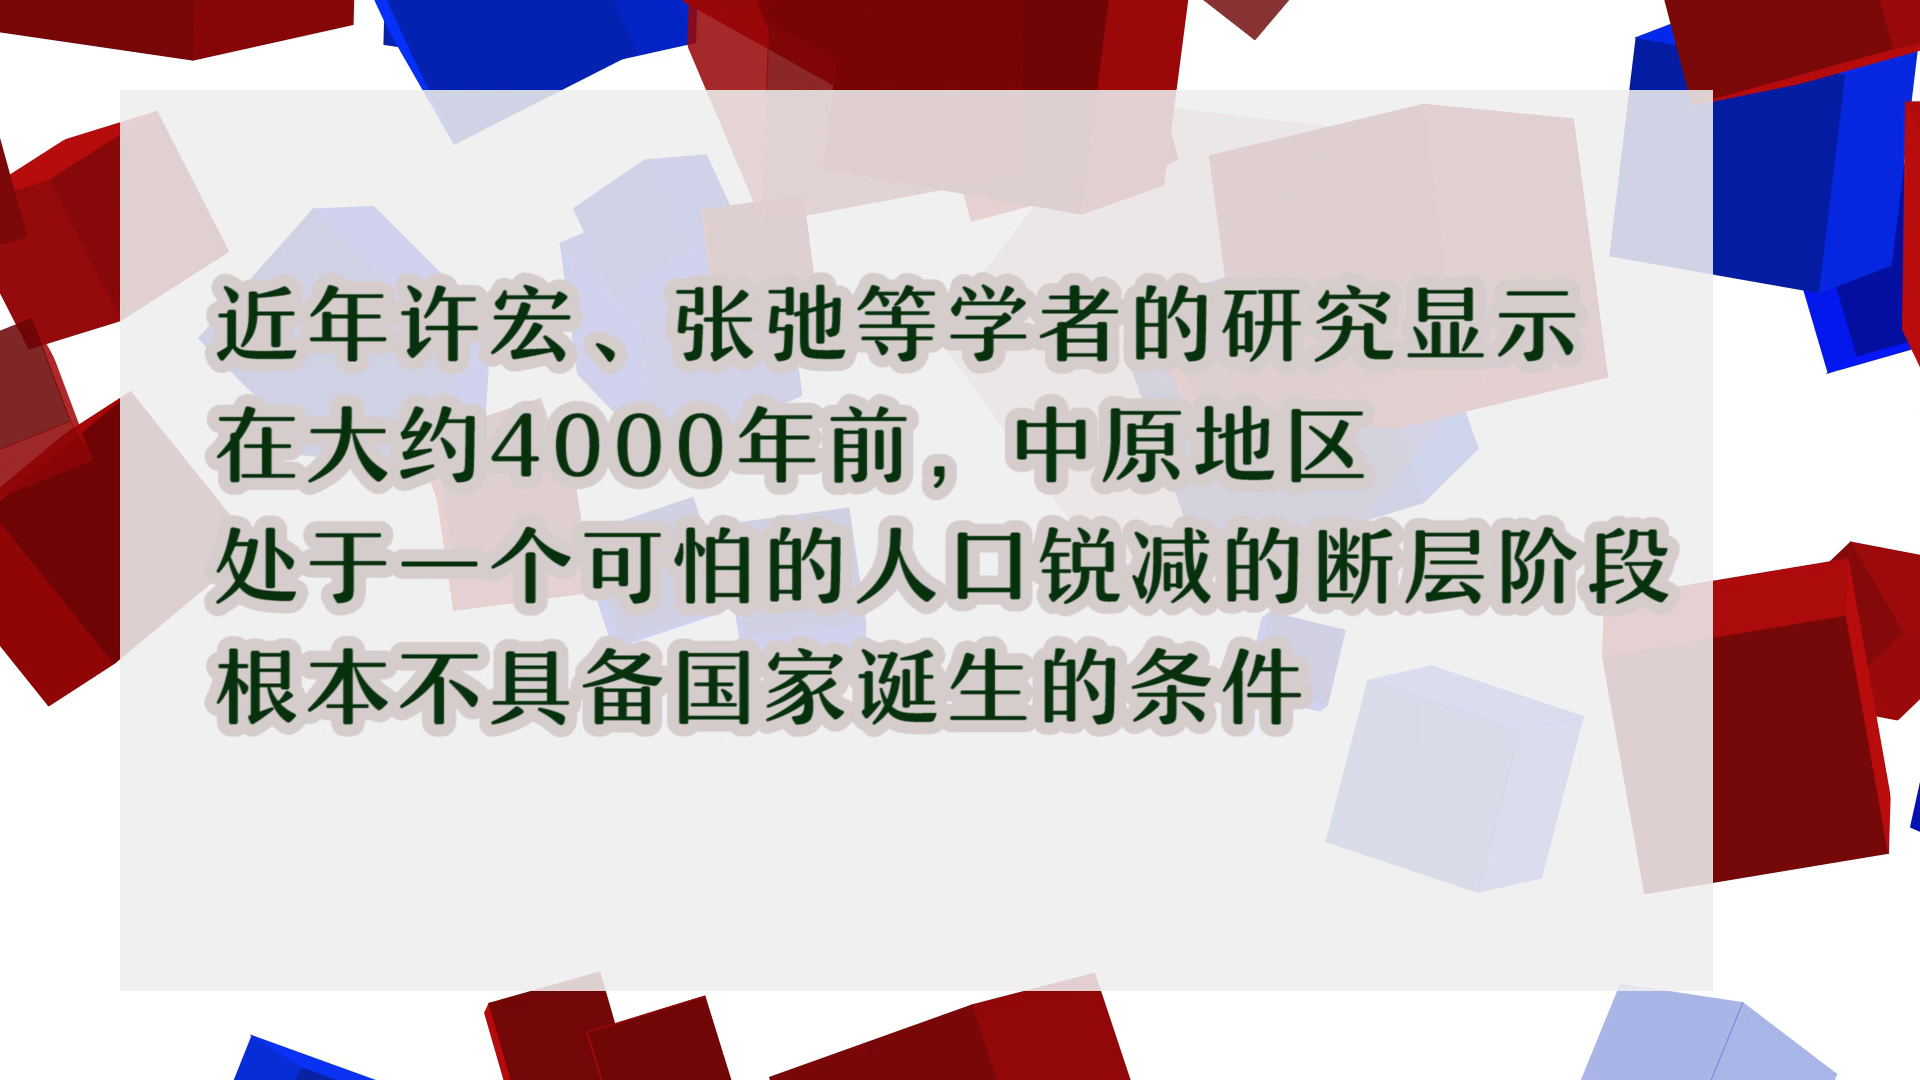 近年许宏、张弛等学者的研究显示
在大约4000年前，中原地区
处于一个可怕的人口锐减的断层阶段
根本不具备国家诞生的条件